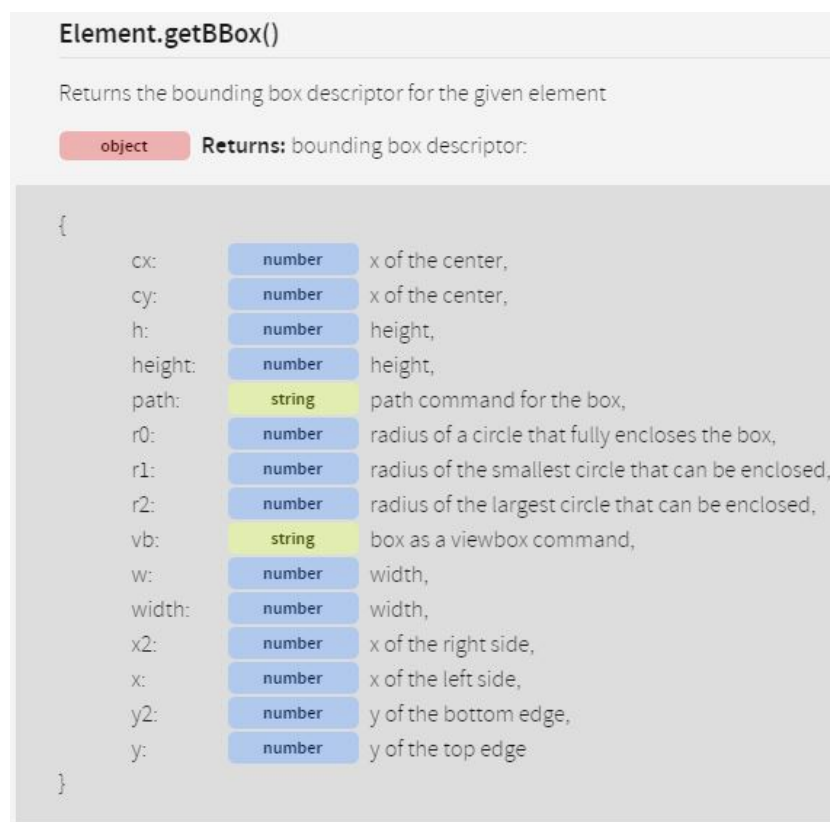 Element.getBBox()
Returns the bounding box descriptor for the given element
object Returns: bounding box descriptor:
{
cx: number x of the center,
cy: number x of the center,
h: number height,
height: number height,
path: string path command for the box,
r0: number radius of a circle that fully encloses the box,
r1: number radius of the smallest circle that can be enclosed,
r2: number radius of the largest circle that can be enclosed,
vb: string box as a viewbox command,
w: number width,
width: number width,
x2: number x of the right side,
x: number x of the left side,
y2: number y of the bottom edge,
y: number y of the top edge
}